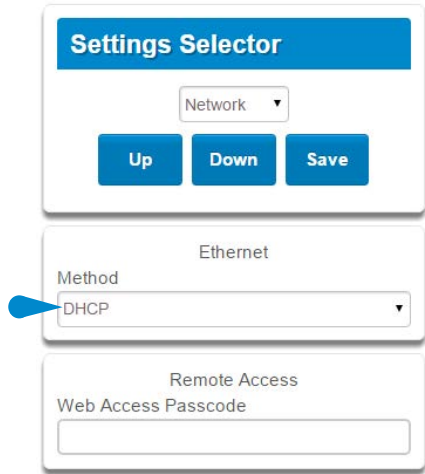 Settings Selector
Network
Up Down Save
Ethernet
Method
DHCP
Remote Access
Web Access Passcode